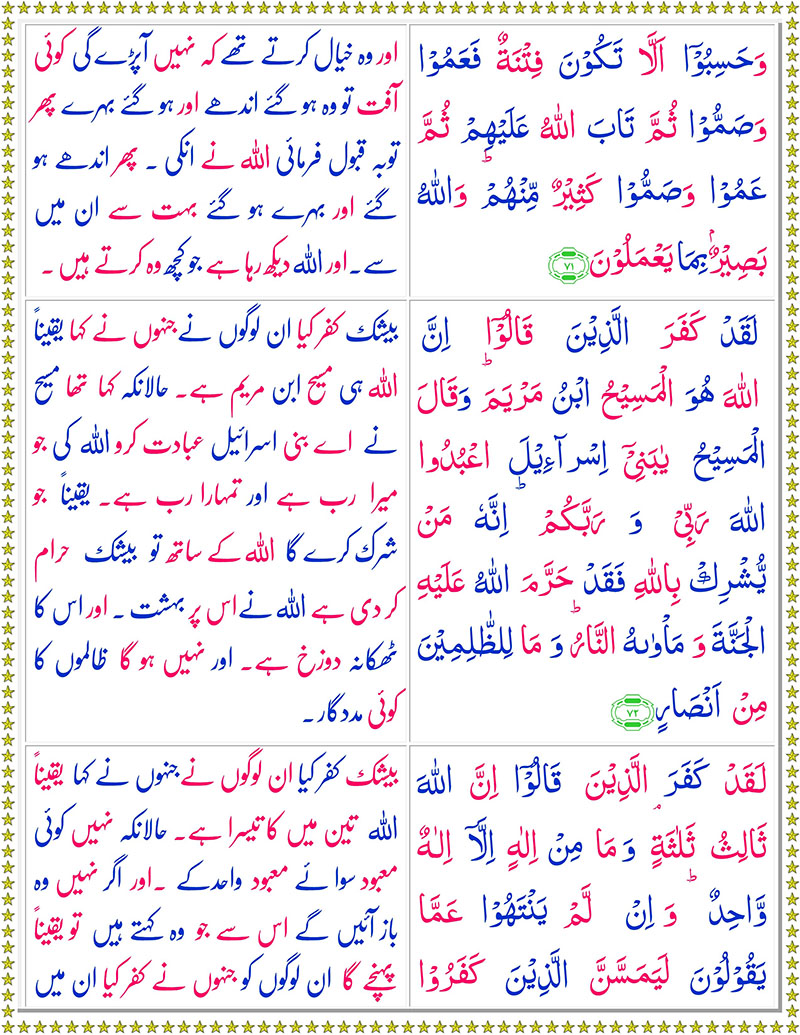 وَحَسِبُوْۤا اَلَّا تَكُوْنَ فِتْنَةٌ فَعَمُوْا
وَصَمُّوْا ثُمَّ تَابَ اللّٰهُ عَلَيْهِمْ ثُمَّ
عَمُوْا وَصَمُّوْا كَثِيْرٌ مِّنْهُمْ ؕ وَاللّٰهُ
بَصِيْرٌۢ بِمَا يَعْمَلُوْنَ ﴿۷۱﴾
اور وہ خیال کرتے تھے کہ نہیں آپڑے گی کوئی
آفت تو وہ ہو گئے اندھے اور ہو گئے بہرے پھر
توبہ قبول فرمائی اللہ نے انکی ۔ پھر اندھے ہو
گئے اور بہرے ہو گئے بہت سے ان میں
سے۔ اور اللہ دیکھ رہا ہے جو کچھ وہ کرتے ہیں ۔
لَقَدْ كَفَرَ الَّذِيْنَ قَالُوْۤا اِنَّ
اللّٰهَ هُوَ الْمَسِيْحُ ابْنُ مَرْيَمَ ؕ وَقَالَ
الْمَسِيْحُ يٰبَنِيْۤ اِسْرَآءِيْلَ اعْبُدُوا
اللّٰهَ رَبِّيْ وَ رَبَّكُمْ ؕ اِنَّهٗ مَنْ
يُّشْرِكْ بِاللّٰهِ فَقَدْ حَرَّمَ اللّٰهُ عَلَيْهِ
الْجَنَّةَ وَ مَاْوٰىهُ النَّارُ ؕ وَ مَا لِلظّٰلِمِيْنَ
مِنْ اَنْصَارٍ ﴿۷۲﴾
بیشک کفر کیا ان لوگوں نے جنہوں نے کہا یقیناً
اللہ ہی مسیح ابن مریم ہے۔ حالانکہ کہا تھا مسیح
نے اے بنی اسرائیل عبادت کرو اللہ کی جو
میرا رب ہے اور تمہارا رب ہے۔ یقیناً جو
شرک کرے گا اللہ کے ساتھ تو بیشک حرام
کر دی ہے اللہ نے اس پر بہشت ۔ اور اس کا
ٹھکانہ دوزخ ہے۔ اور نہیں ہو گا ظالموں کا
کوئی مددگار ۔
لَقَدْ كَفَرَ الَّذِيْنَ قَالُوْۤا اِنَّ اللّٰهَ
ثَالِثُ ثَلٰثَةٍ ۘ وَ مَا مِنْ اِلٰهٍ اِلَّاۤ اِلٰهٌ
وَّاحِدٌ ؕ وَ اِنْ لَّمْ يَنْتَهُوْا عَمَّا
يَقُوْلُوْنَ لَيَمَسَّنَّ الَّذِيْنَ كَفَرُوْا
بیشک کفر کیا ان لوگوں نے جنہوں نے کہا یقیناً
اللہ تین میں کا تیسرا ہے۔ حالانکہ نہیں کوئی
معبود سوائے معبود واحد کے ۔ اور اگر نہیں وہ
باز آئیں گے اس سے جو وہ کہتے ہیں تو یقیناً
پہنچے گا ان لوگوں کو جنہوں نے کفر کیا ان میں